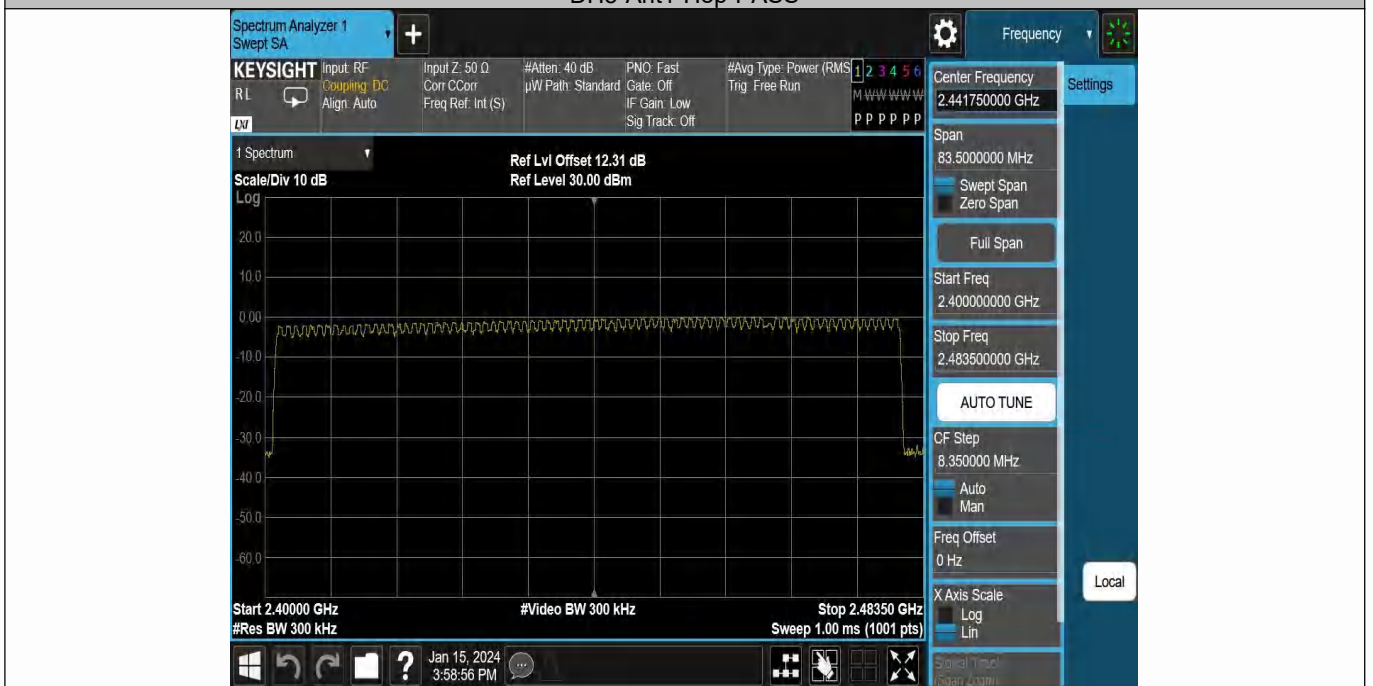 Spectrum Analyzer 1
Swept SA
+
Frequency
KEYSIGHT
RL
LXI
Input: RF
Coupling: DC
Align: Auto
Input Z: 50 Ω
Corr CCorr
Freq Ref: Int (S)
#Atten: 40 dB
µW Path: Standard
PNO: Fast
Gate: Off
IF Gain: Low
Sig Track: Off
#Avg Type: Power (RMS
Trig: Free Run
1 2 3 4 5 6
M W W W W W
P P P P P P
1 Spectrum
Scale/Div 10 dB
Ref Lvl Offset 12.31 dB
Ref Level 30.00 dBm
Log
20.0
10.0
0.00
-10.0
-20.0
-30.0
-40.0
-50.0
-60.0
Start 2.40000 GHz
#Res BW 300 kHz
#Video BW 300 kHz
Stop 2.48350 GHz
Sweep 1.00 ms (1001 pts)
Center Frequency
2.441750000 GHz
Settings
Span
83.5000000 MHz
Swept Span
Zero Span
Full Span
Start Freq
2.400000000 GHz
Stop Freq
2.483500000 GHz
AUTO TUNE
CF Step
8.350000 MHz
Auto
Man
Freq Offset
0 Hz
X Axis Scale
Log
Lin
Local
Signal Track
(Span Zoom)
?
Jan 15, 2024
3:58:56 PM